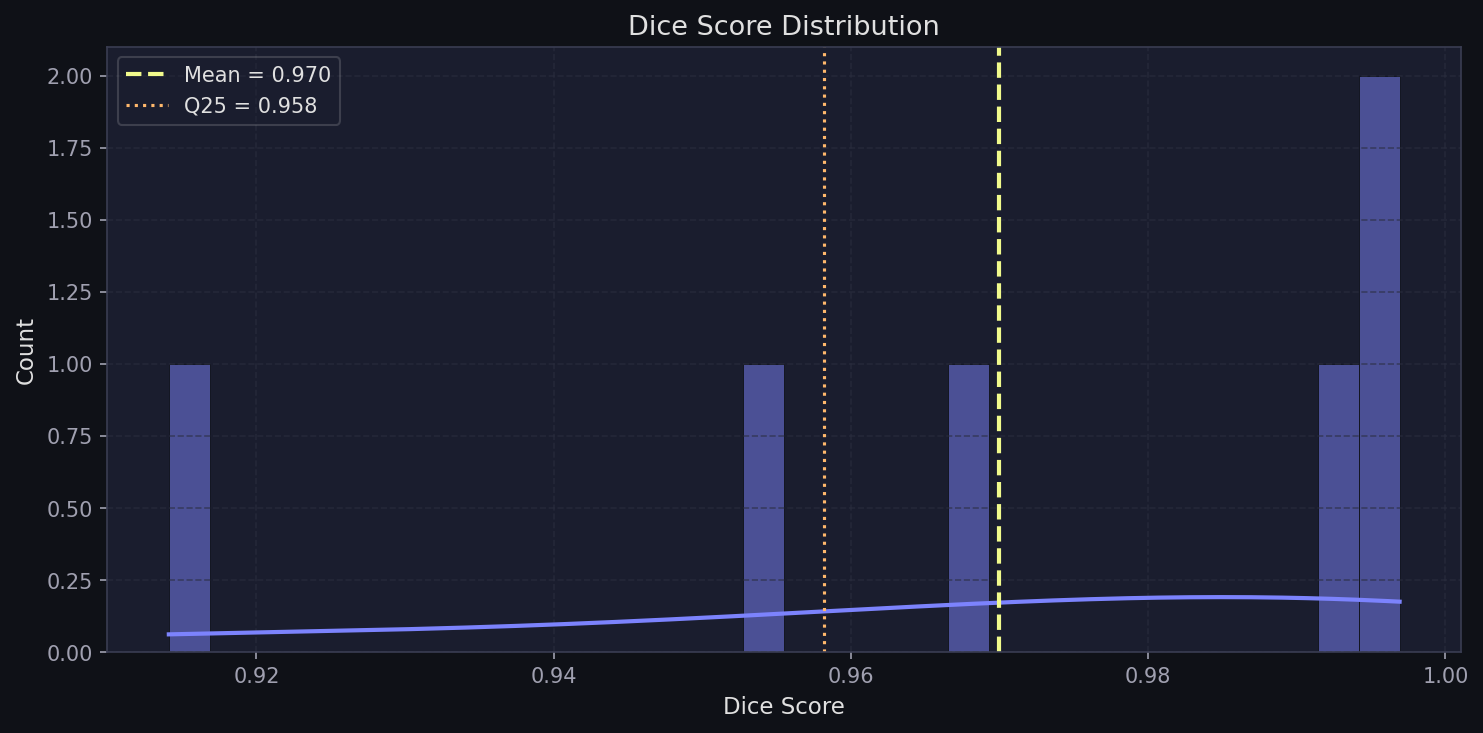 Dice Score Distribution
Mean = 0.970
Q25 = 0.958
2.00
1.75
1.50
1.25
1.00
0.75
0.50
0.25
0.00
Count
0.92
0.94
0.96
0.98
1.00
Dice Score